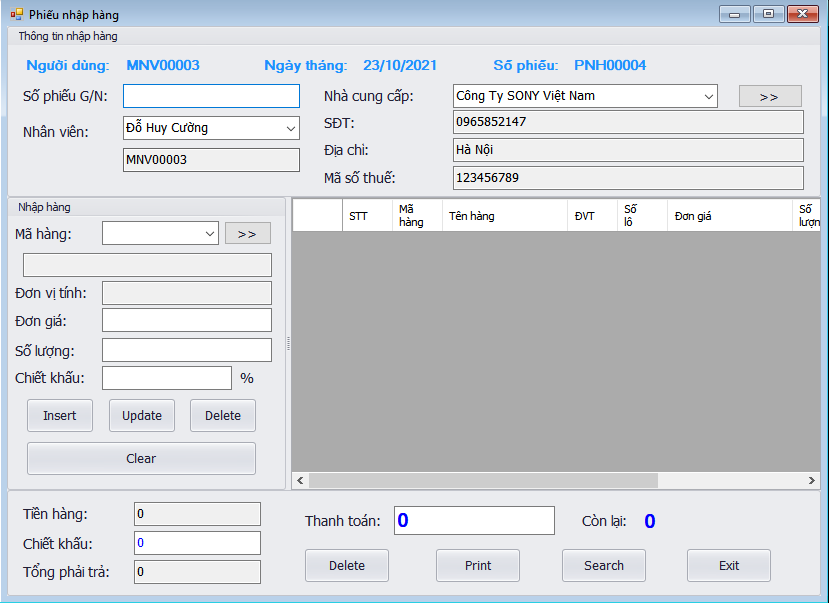 Phiếu nhập hàng
Thông tin nhập hàng
Người dùng: MNV00003 Ngày tháng: 23/10/2021 Số phiếu: PNH00004
Số phiếu G/N: Nhà cung cấp: Công Ty SONY Việt Nam >>
Nhân viên: Đỗ Huy Cường SĐT: 0965852147
MNV00003 Địa chỉ: Hà Nội
Mã số thuế: 123456789
Nhập hàng
Mã hàng: >>
Đơn vị tính:
Đơn giá:
Số lượng:
Chiết khấu: %
Insert Update Delete
Clear
STT Mã hàng Tên hàng ĐVT Số lô Đơn giá Số lượn
Tiền hàng: 0
Chiết khấu: 0
Tổng phải trả: 0
Thanh toán: 0 Còn lại: 0
Delete Print Search Exit